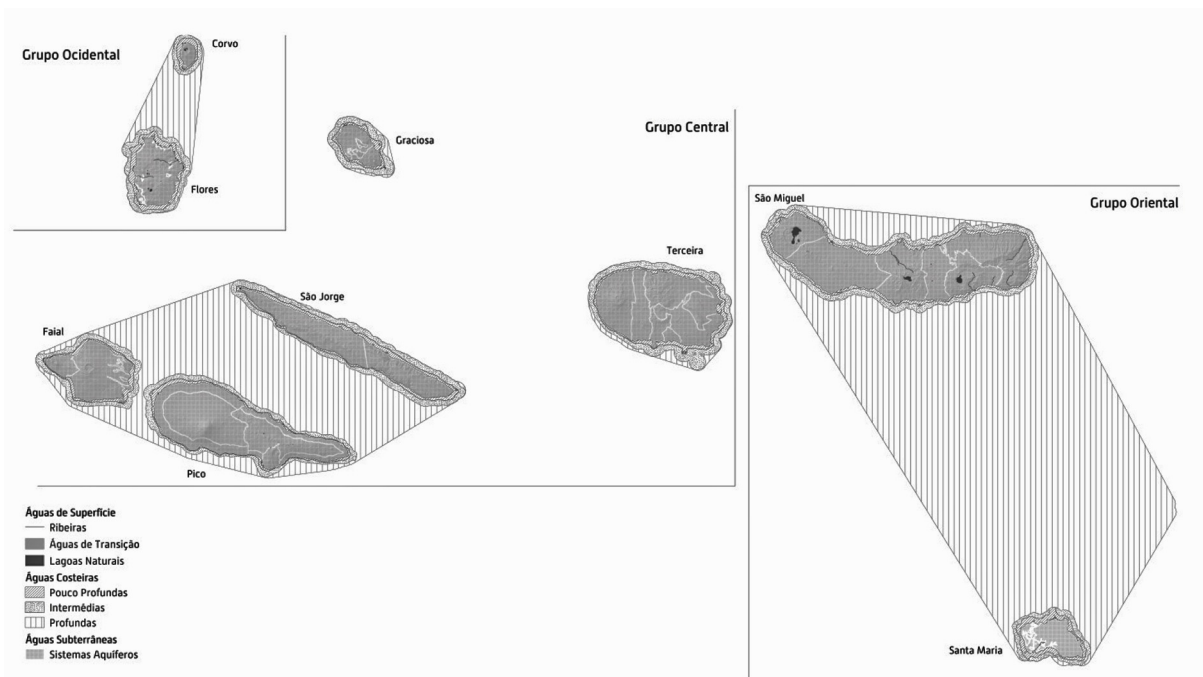 Grupo Ocidental
Corvo
Flores
Graciosa
Grupo Central
Terceira
São Jorge
Faial
Pico
São Miguel
Grupo Oriental
Santa Maria
Águas de Superfície
Ribeiras
Águas de Transição
Lagoas Naturais
Águas Costeiras
Pouco Profundas
Intermédias
Profundas
Águas Subterrâneas
Sistemas Aquíferos